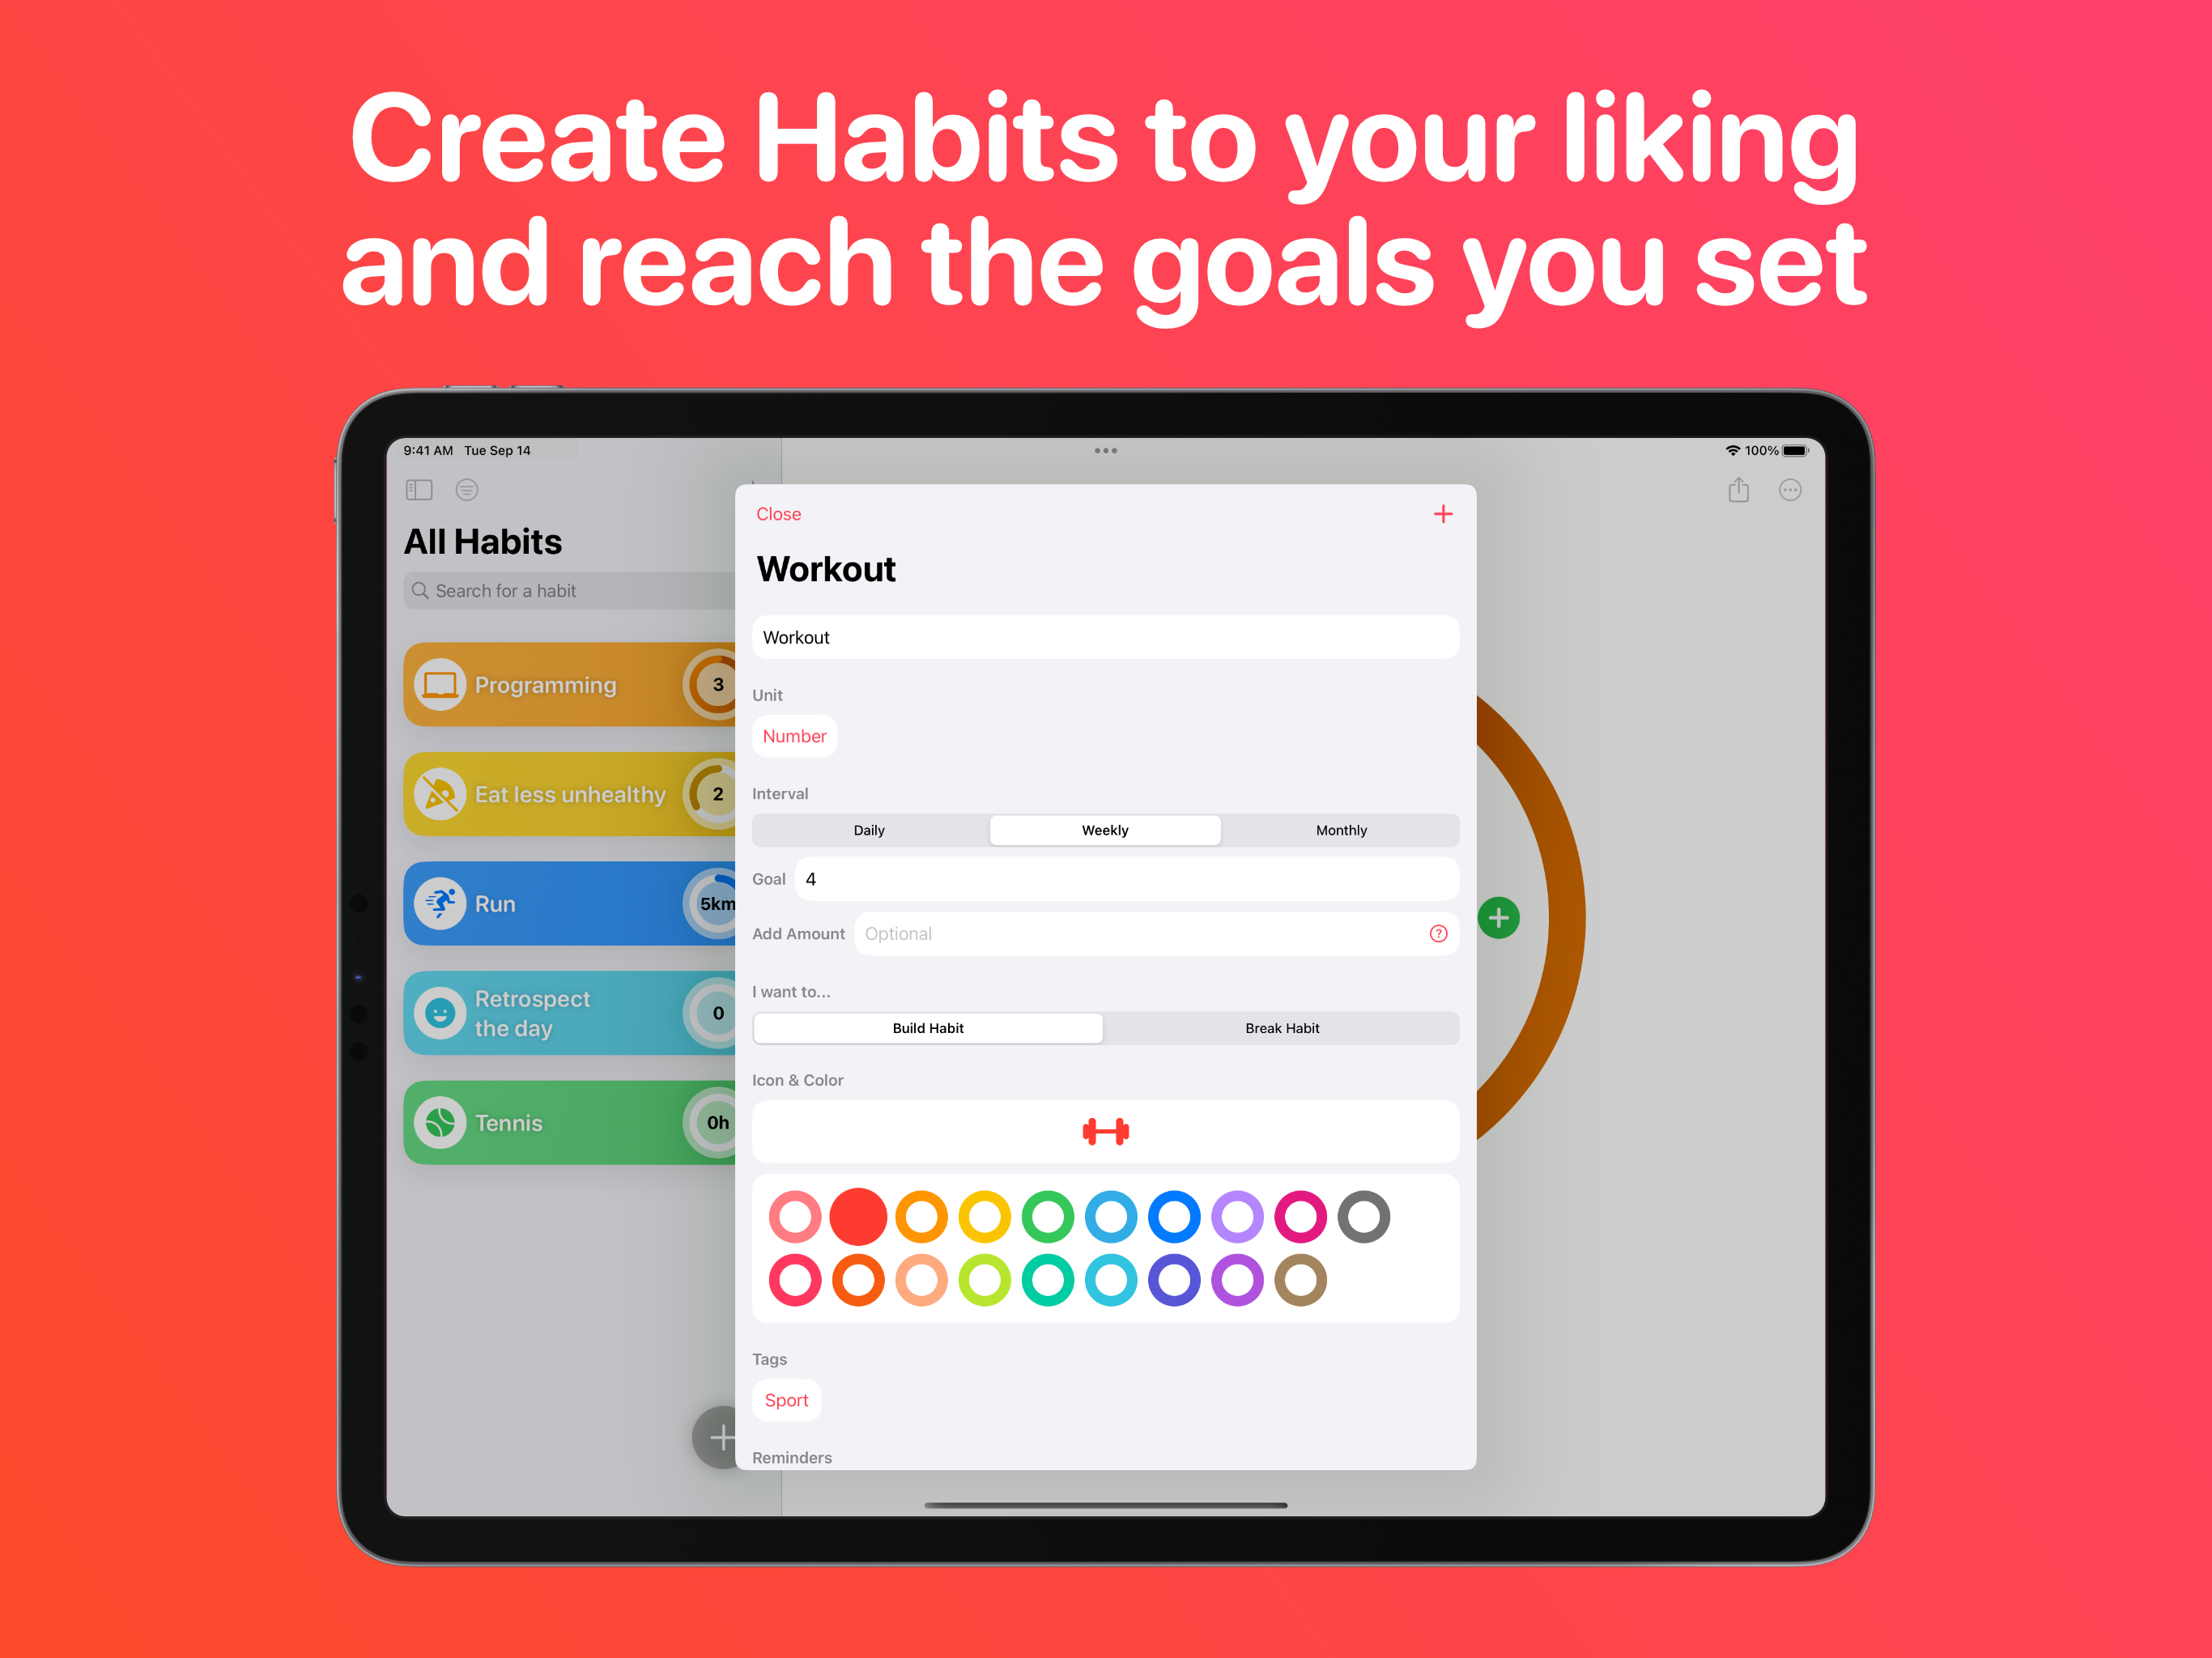 Create Habits to your liking
and reach the goals you set
9:41 AM Tue Sep 14
100%
All Habits
Search for a habit
Programming
3
Eat less unhealthy
2
Run
5km
Retrospect
the day
0
Tennis
0h
Close
Workout
Workout
Unit
Number
Interval
Daily Weekly Monthly
Goal 4
Add Amount Optional ?
I want to...
Build Habit Break Habit
Icon & Color
Tags
Sport
Reminders